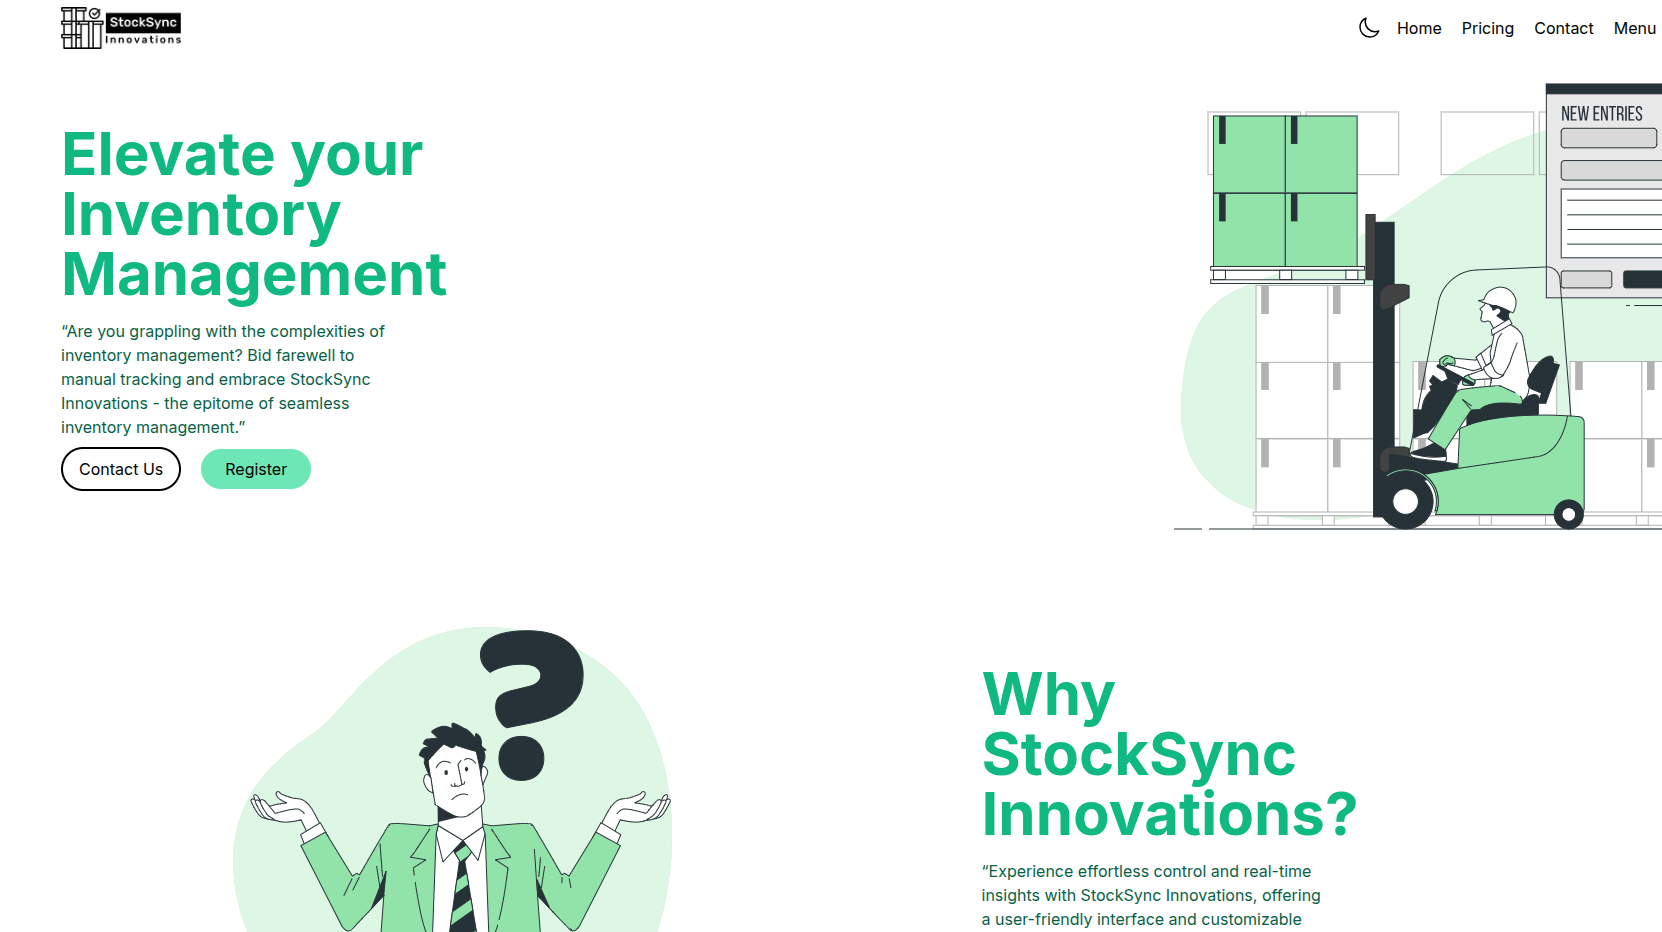 StockSync
Innovations
Home Pricing Contact Menu
Elevate your
Inventory
Management
“Are you grappling with the complexities of
inventory management? Bid farewell to
manual tracking and embrace StockSync
Innovations - the epitome of seamless
inventory management.”
Contact Us Register
NEW ENTRIES
Why
StockSync
Innovations?
“Experience effortless control and real-time
insights with StockSync Innovations, offering
a user-friendly interface and customizable